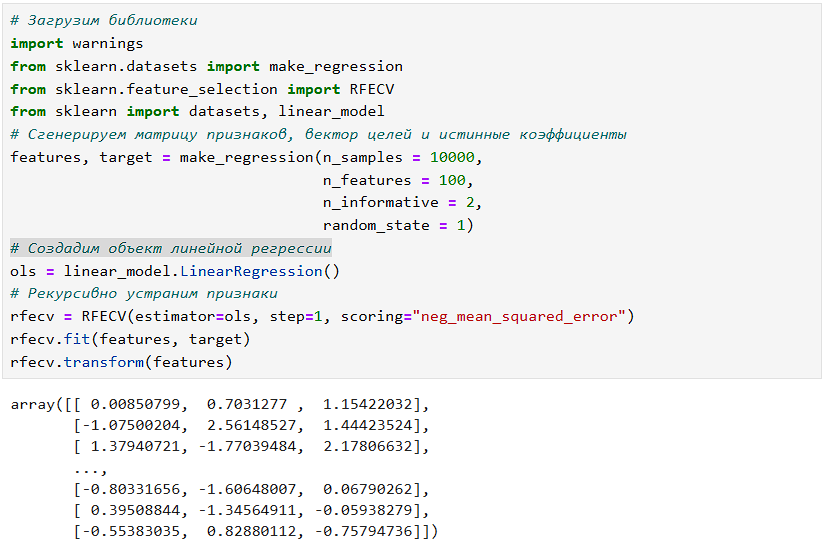 # Загрузим библиотеки
import warnings
from sklearn.datasets import make_regression
from sklearn.feature_selection import RFECV
from sklearn import datasets, linear_model
# Сгенерируем матрицу признаков, вектор целей и истинные коэффициенты
features, target = make_regression(n_samples = 10000,
                                   n_features = 100,
                                   n_informative = 2,
                                   random_state = 1)
# Создадим объект линейной регрессии
ols = linear_model.LinearRegression()
# Рекурсивно устраним признаки
rfecv = RFECV(estimator=ols, step=1, scoring="neg_mean_squared_error")
rfecv.fit(features, target)
rfecv.transform(features)
array([[ 0.00850799,  0.7031277 ,  1.15422032],
       [-1.07500204,  2.56148527,  1.44423524],
       [ 1.37940721, -1.77039484,  2.17806632],
       ...,
       [-0.80331656, -1.60648007,  0.06790262],
       [ 0.39508844, -1.34564911, -0.05938279],
       [-0.55383035,  0.82880112, -0.75794736]])